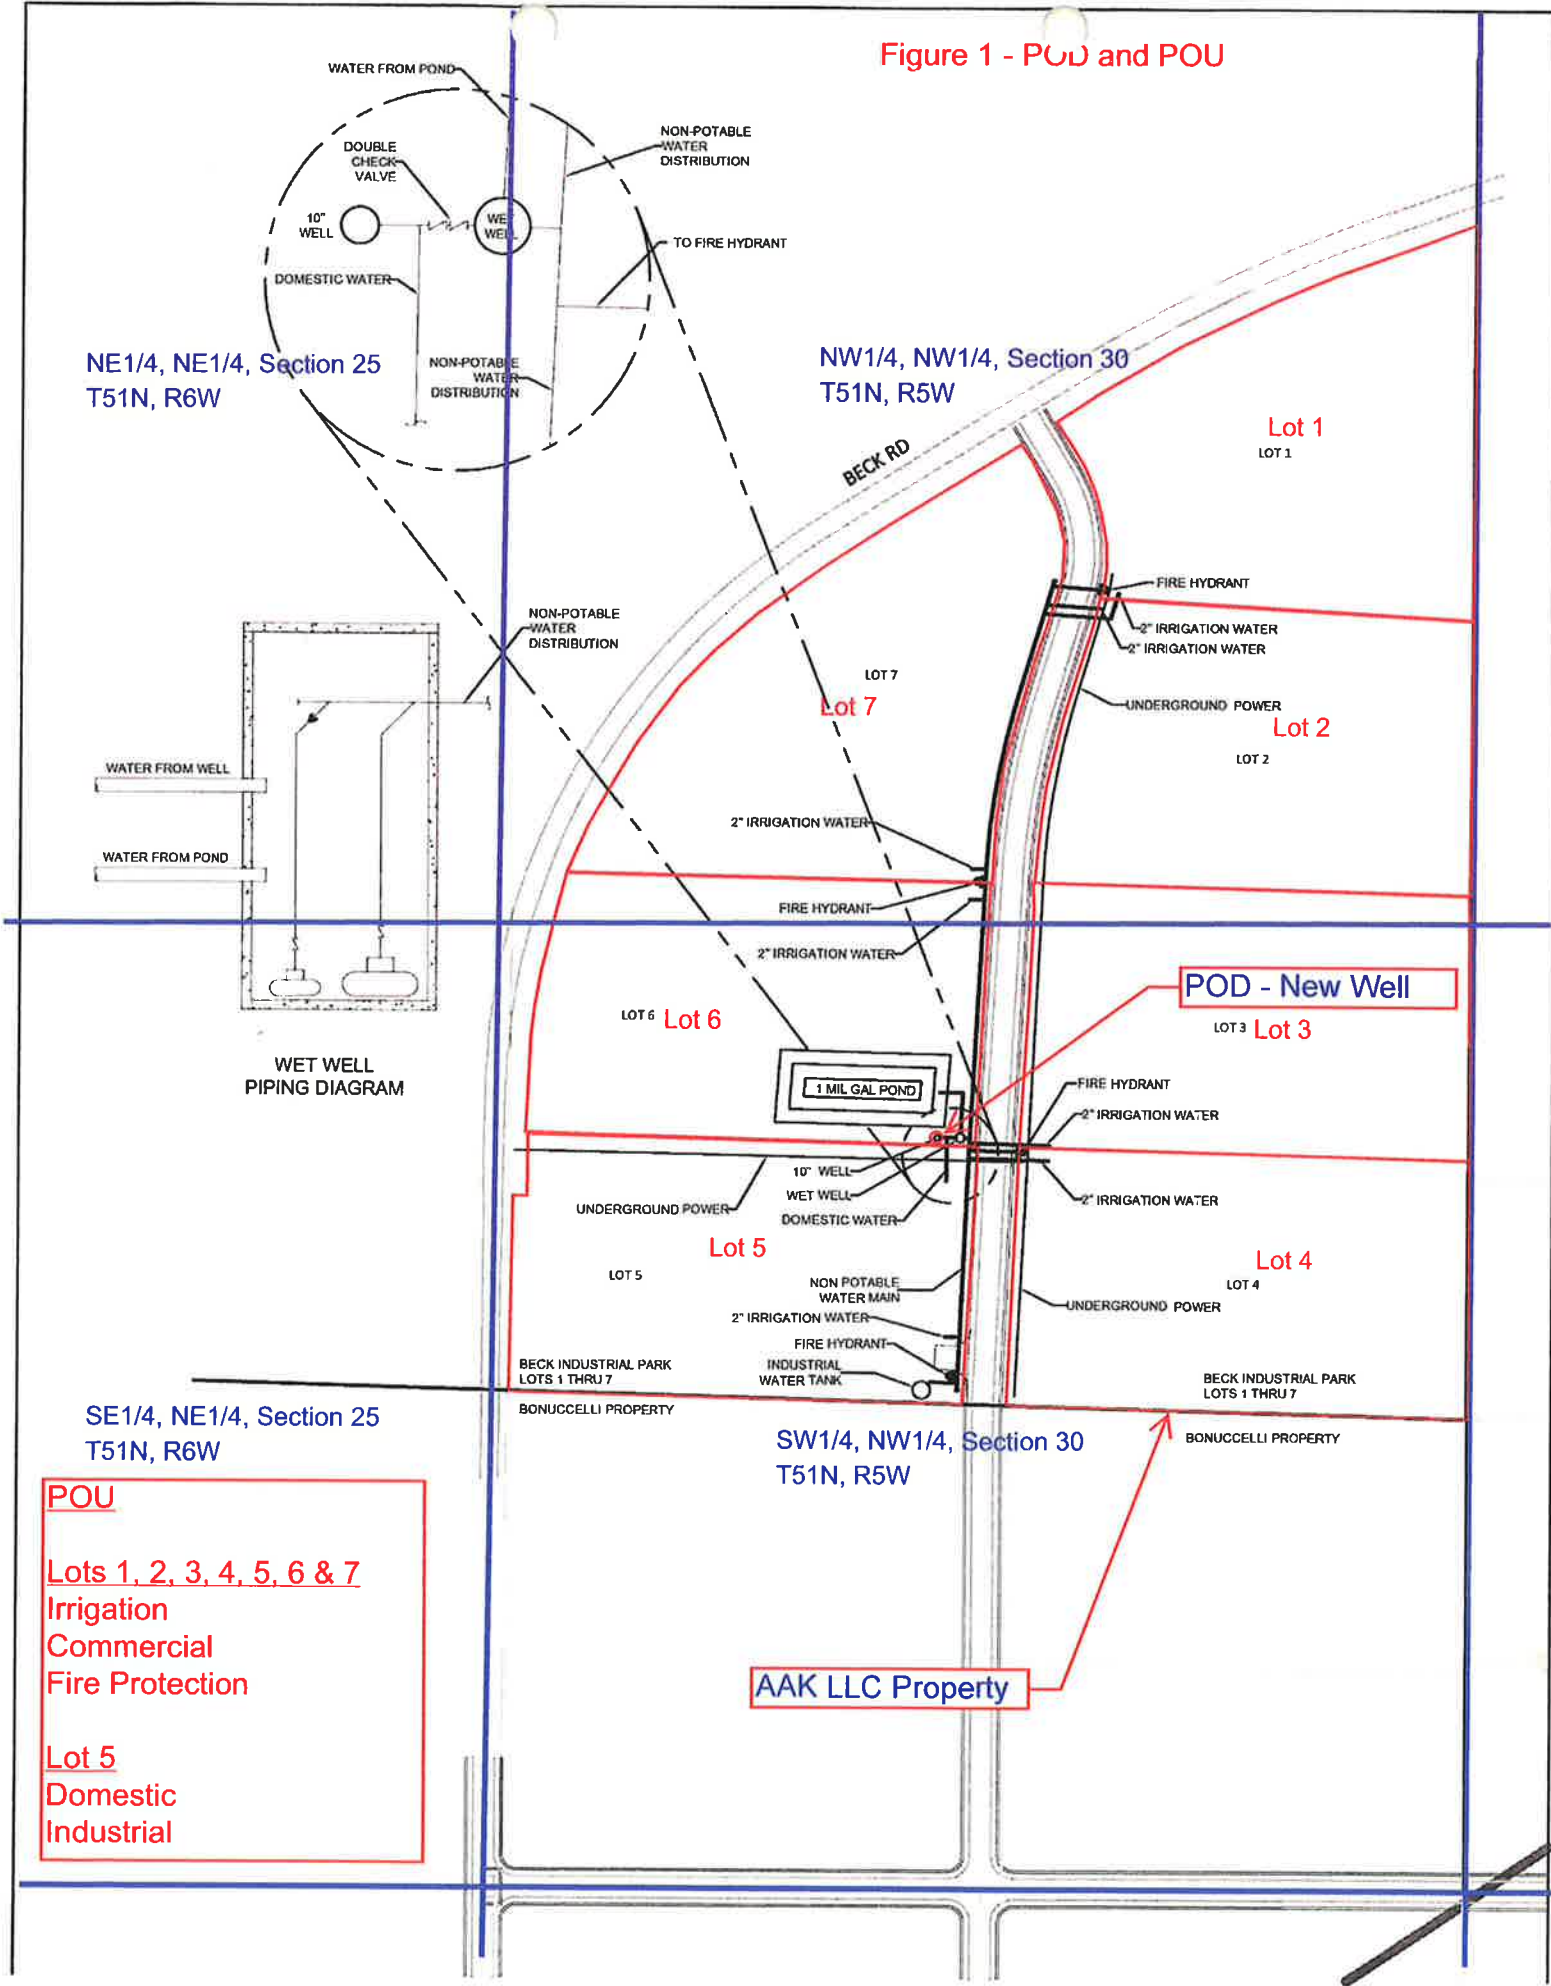 Figure 1 - POD and POU
WATER FROM POND
NON-POTABLE
WATER
DISTRIBUTION
DOUBLE
CHECK
VALVE
10"
WELL
WET
WELL
TO FIRE HYDRANT
DOMESTIC WATER
NON-POTABLE
WATER
DISTRIBUTION
NE1/4, NE1/4, Section 25
T51N, R6W
NW1/4, NW1/4, Section 30
T51N, R5W
BECK RD
Lot 1
LOT 1
FIRE HYDRANT
2" IRRIGATION WATER
2" IRRIGATION WATER
NON-POTABLE
WATER
DISTRIBUTION
LOT 7
Lot 7
UNDERGROUND POWER
Lot 2
LOT 2
WATER FROM WELL
WATER FROM POND
2" IRRIGATION WATER
FIRE HYDRANT
2" IRRIGATION WATER
POD - New Well
LOT 6 Lot 6
LOT 3 Lot 3
WET WELL
PIPING DIAGRAM
1 MIL GAL POND
FIRE HYDRANT
2" IRRIGATION WATER
10" WELL
WET WELL
DOMESTIC WATER
2" IRRIGATION WATER
UNDERGROUND POWER
Lot 5
LOT 5
Lot 4
LOT 4
NON POTABLE
WATER MAIN
UNDERGROUND POWER
2" IRRIGATION WATER
FIRE HYDRANT
INDUSTRIAL
WATER TANK
BECK INDUSTRIAL PARK
LOTS 1 THRU 7
BONUCCELLI PROPERTY
BECK INDUSTRIAL PARK
LOTS 1 THRU 7
BONUCCELLI PROPERTY
SE1/4, NE1/4, Section 25
T51N, R6W
SW1/4, NW1/4, Section 30
T51N, R5W
POU
Lots 1, 2, 3, 4, 5, 6 & 7
Irrigation
Commercial
Fire Protection
Lot 5
Domestic
Industrial
AAK LLC Property